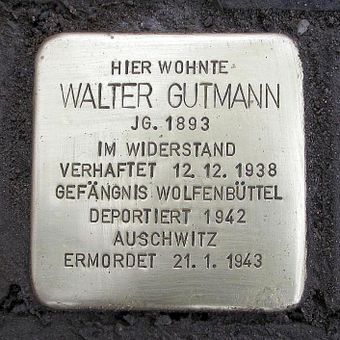 HIER WOHNTE
WALTER GUTMANN
JG. 1893
IM WIDERSTAND
VERHAFTET 12.12.1938
GEFÄNGNIS WOLFENBÜTTEL
DEPORTIERT 1942
AUSCHWITZ
ERMORDET 21.1.1943